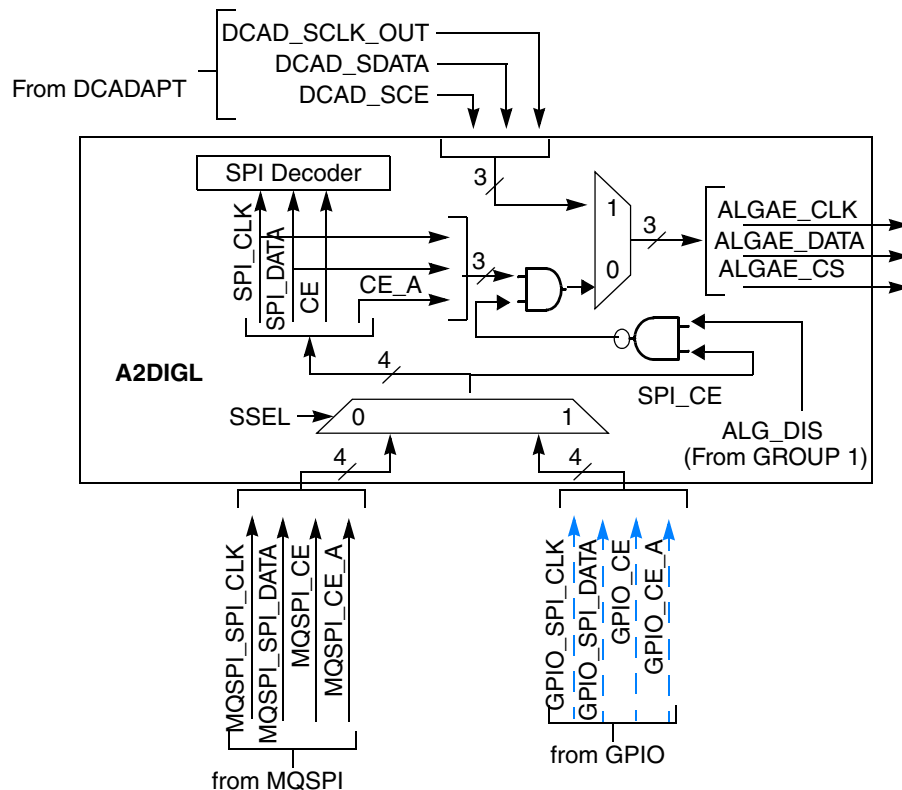 DCAD_SCLK_OUT
DCAD_SDATA
From DCADAPT
DCAD_SCE
SPI Decoder
3
1
SPI_CLK
SPI_DATA
CE
CE_A
3
0
3
ALGAE_CLK
ALGAE_DATA
ALGAE_CS
A2DIGL
4
SPI_CE
SSEL
0
1
ALG_DIS
(From GROUP 1)
4
4
MQSPI_SPI_CLK
MQSPI_SPI_DATA
MQSPI_CE
MQSPI_CE_A
GPIO_SPI_CLK
GPIO_SPI_DATA
GPIO_CE
GPIO_CE_A
from MQSPI
from GPIO